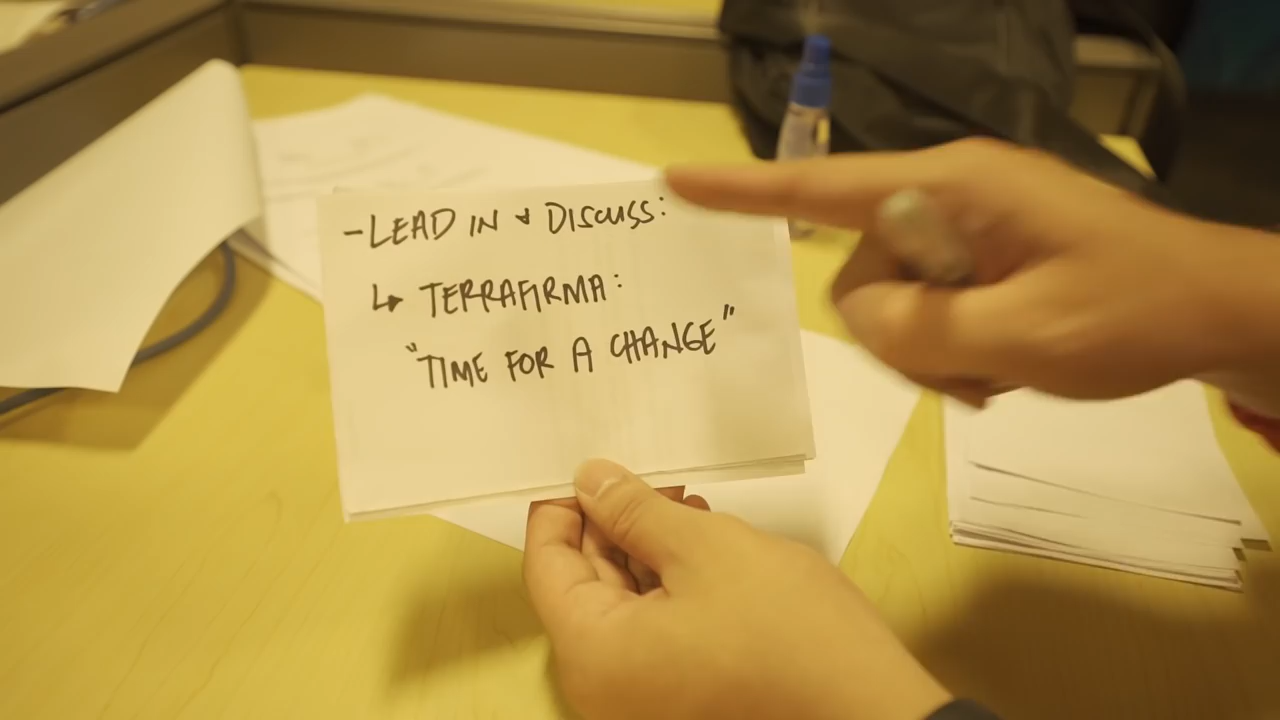 - LEAD IN & DISCUSS:
↳ TERRAFIRMA:
"TIME FOR A CHANGE"